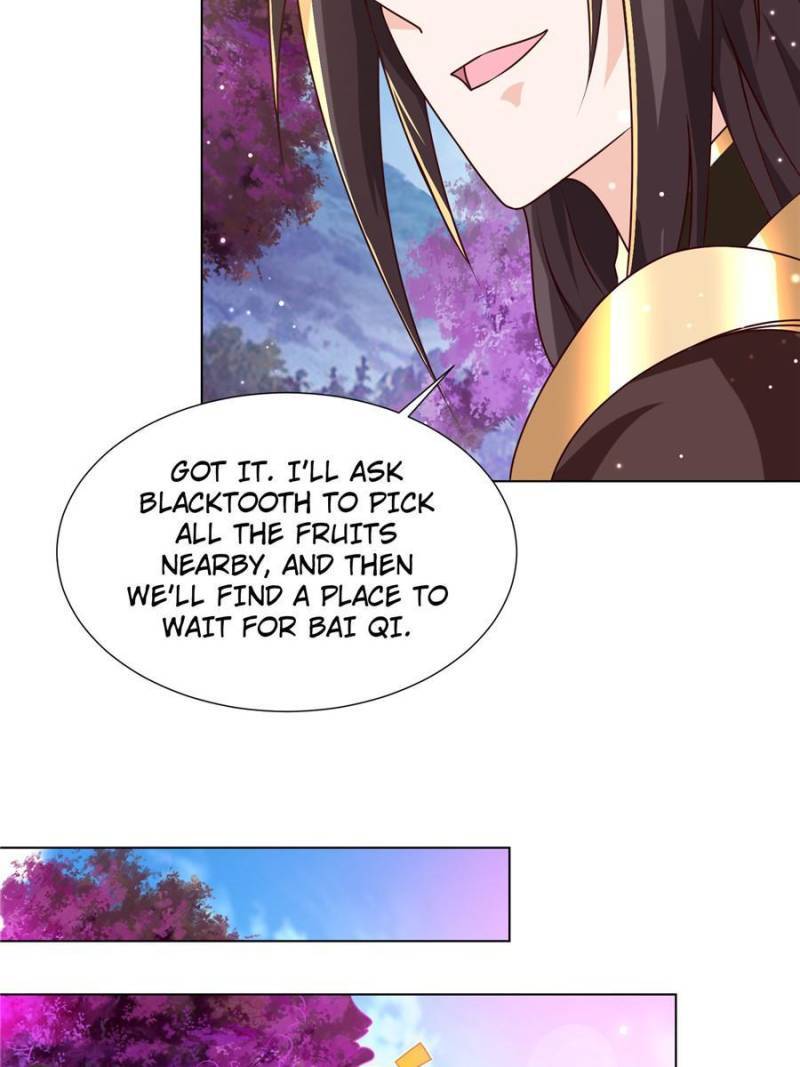 GOT IT. I'LL ASK
BLACKTOOTH TO PICK
ALL THE FRUITS
NEARBY, AND THEN
WE'LL FIND A PLACE TO
WAIT FOR BAI QI.